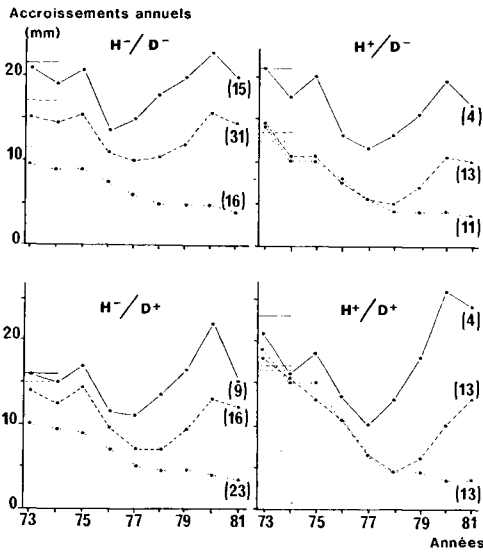 Accroissements annuels
(mm)
H⁻/D⁻
H⁺/D⁻
20
10
0
(15)
(31)
(16)
(4)
(13)
(11)
H⁻/D⁺
H⁺/D⁺
20
10
0
(9)
(16)
(23)
(4)
(13)
(13)
73 75 77 79 81 73 75 77 79 81
Années